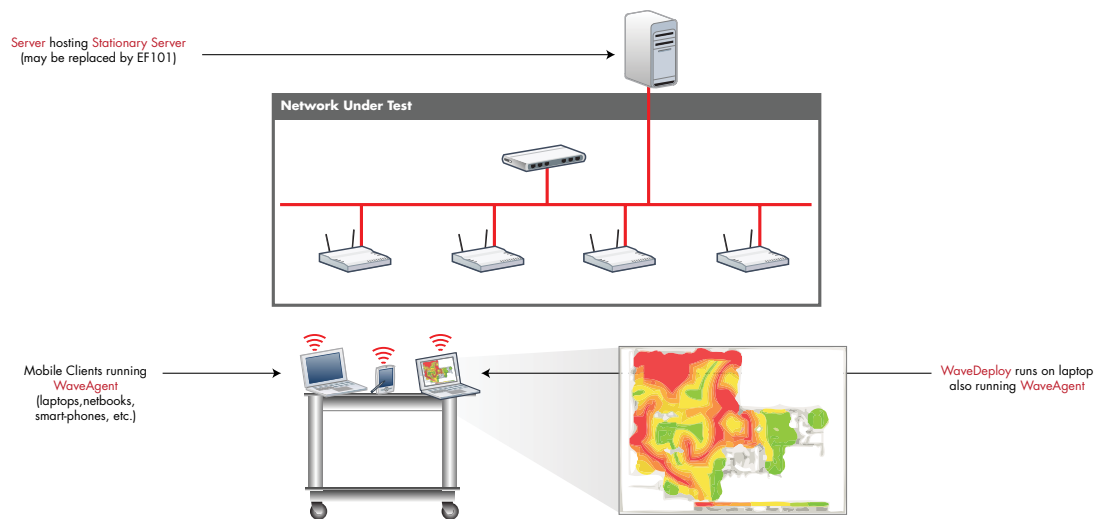 Server hosting Stationary Server
(may be replaced by EF101)
Network Under Test
Mobile Clients running
WaveAgent
(laptops,netbooks,
smart-phones, etc.)
WaveDeploy runs on laptop
also running WaveAgent